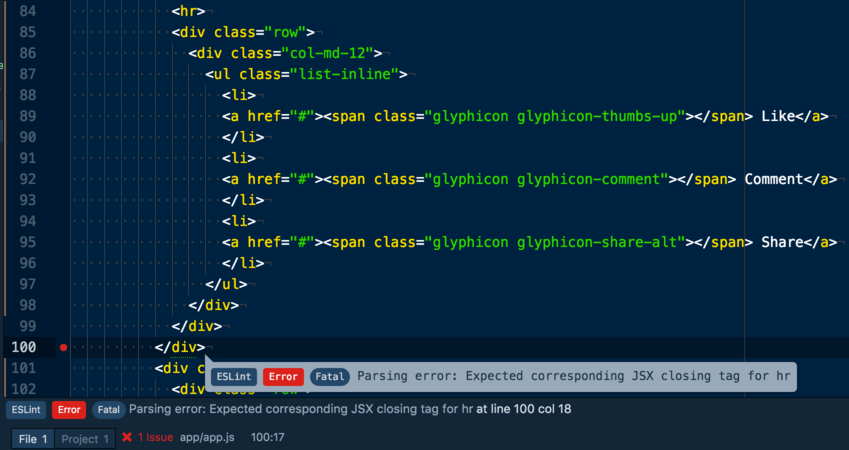 84 <hr>
85 <div class="row">
86 <div class="col-md-12">
87 <ul class="list-inline">
88 <li>
89 <a href="#"><span class="glyphicon glyphicon-thumbs-up"></span> Like</a>
90 </li>
91 <li>
92 <a href="#"><span class="glyphicon glyphicon-comment"></span> Comment</a>
93 </li>
94 <li>
95 <a href="#"><span class="glyphicon glyphicon-share-alt"></span> Share</a>
96 </li>
97 </ul>
98 </div>
99 </div>
100 </div>
101 <div c
ESLint Error Fatal Parsing error: Expected corresponding JSX closing tag for hr
102 <div class="row">
ESLint Error Fatal Parsing error: Expected corresponding JSX closing tag for hr at line 100 col 18
File 1 Project 1 ✖ 1 Issue app/app.js 100:17